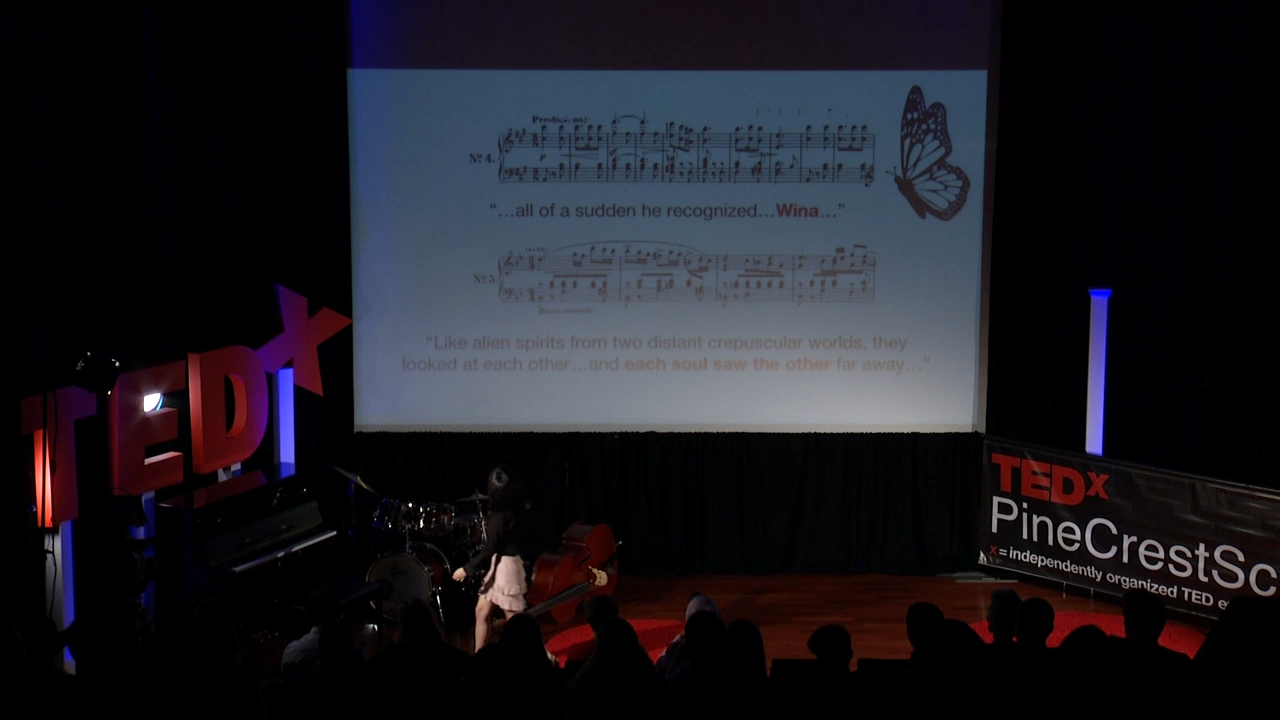 Nº 4.
"...all of a sudden he recognized...Wina..."
Nº 5.
"Like alien spirits from two distant crepuscular worlds, they
looked at each other...and each soul saw the other far away..."
TEDx
TEDx
PineCrestSc
x = independently organized TED e